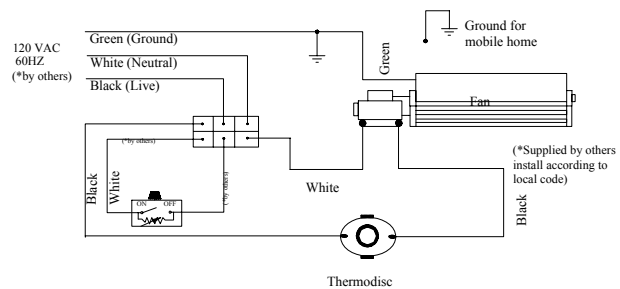 Ground for
mobile home
120 VAC
60HZ
(*by others)
Green (Ground)
White (Neutral)
Black (Live)
Green
Fan
(*by others)
(*by others)
(*Supplied by others
install according to
local code)
Black
White
ON OFF
White
Black
Thermodisc